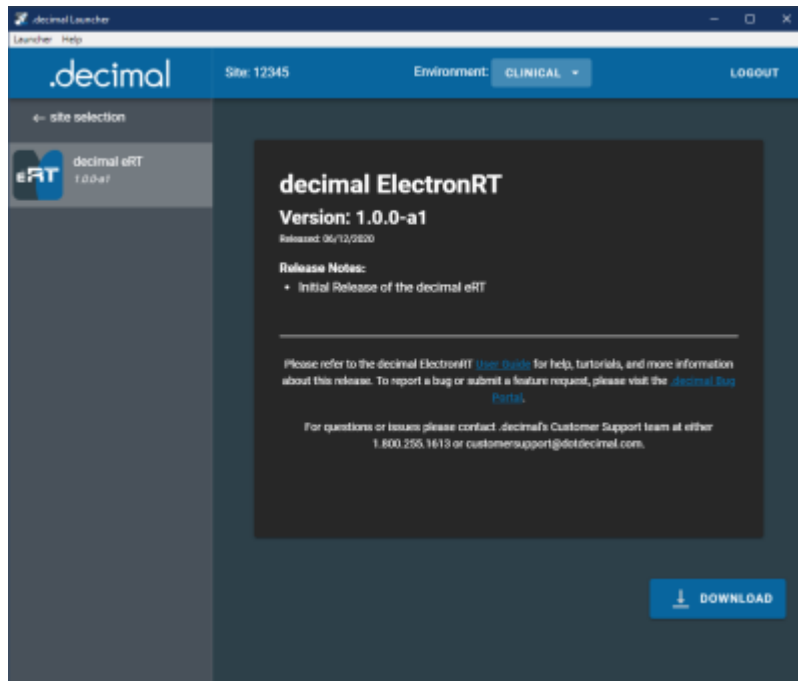 .decimal Launcher
Launcher Help
.decimal
Site: 12345
Environment: CLINICAL
LOGOUT
← site selection
eRT
decimal eRT
1.0.0-a1
decimal ElectronRT
Version: 1.0.0-a1
Released: 06/12/2020
Release Notes:
• Initial Release of the decimal eRT
Please refer to the decimal ElectronRT User Guide for help, turtorials, and more information
about this release. To report a bug or submit a feature request, please visit the .decimal Bug
Portal.
For questions or issues please contact .decimal's Customer Support team at either
1.800.255.1613 or customersupport@dotdecimal.com.
DOWNLOAD